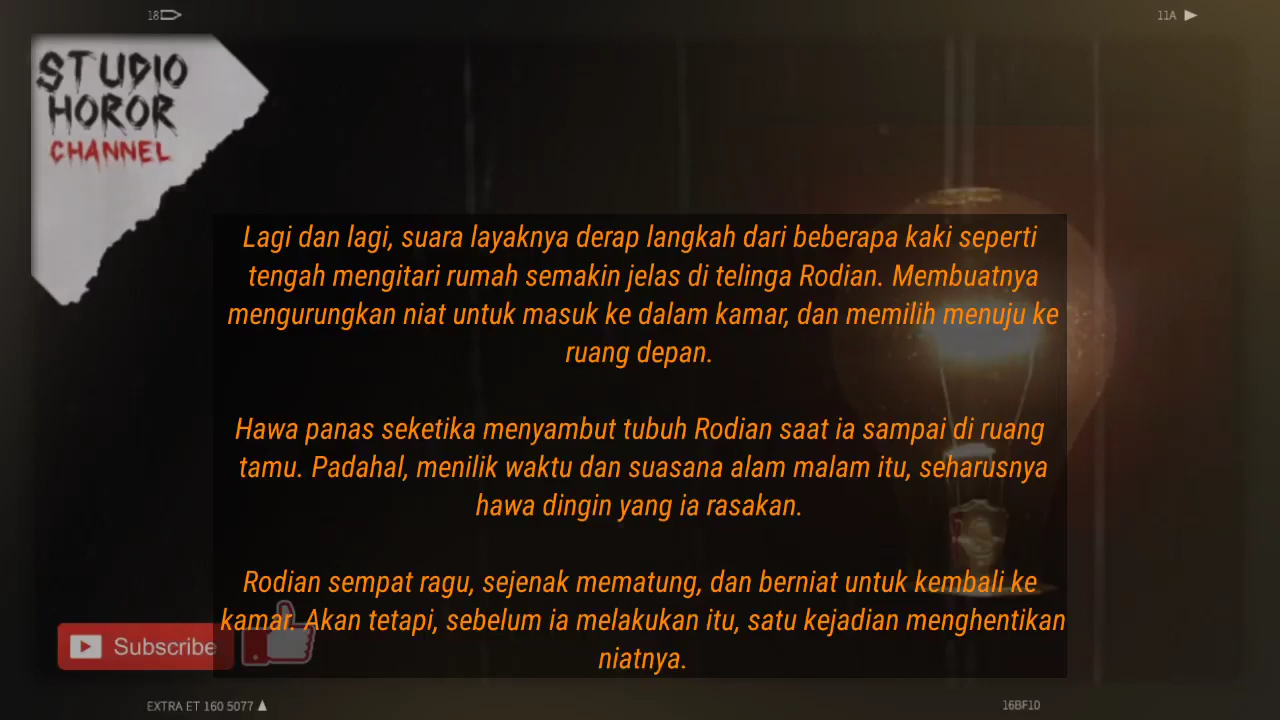 18
11A
STUDIO
HOROR
CHANNEL
Lagi dan lagi, suara layaknya derap langkah dari beberapa kaki seperti
tengah mengitari rumah semakin jelas di telinga Rodian. Membuatnya
mengurungkan niat untuk masuk ke dalam kamar, dan memilih menuju ke
ruang depan.
Hawa panas seketika menyambut tubuh Rodian saat ia sampai di ruang
tamu. Padahal, menilik waktu dan suasana alam malam itu, seharusnya
hawa dingin yang ia rasakan.
Rodian sempat ragu, sejenak mematung, dan berniat untuk kembali ke
kamar. Akan tetapi, sebelum ia melakukan itu, satu kejadian menghentikan
niatnya.
Subscribe
EXTRA ET 160 5077
16BF10